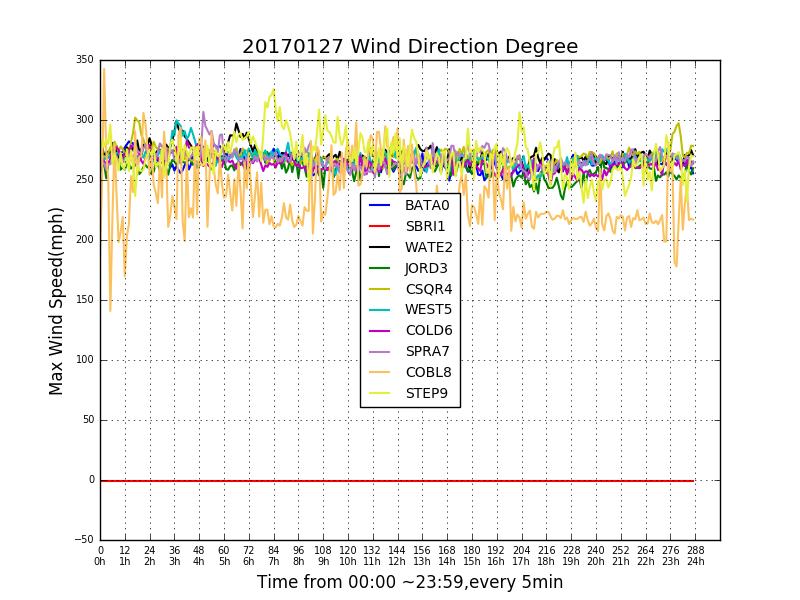 20170127 Wind Direction Degree
Max Wind Speed(mph)
350
300
250
200
150
100
50
0
−50
BATA0
SBRI1
WATE2
JORD3
CSQR4
WEST5
COLD6
SPRA7
COBL8
STEP9
0 12 24 36 48 60 72 84 96 108 120 132 144 156 168 180 192 204 216 228 240 252 264 276 288
0h 1h 2h 3h 4h 5h 6h 7h 8h 9h 10h 11h 12h 13h 14h 15h 16h 17h 18h 19h 20h 21h 22h 23h 24h
Time from 00:00 ~23:59,every 5min